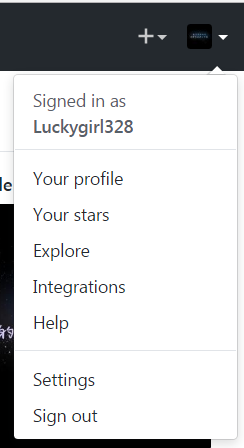 Signed in as
Luckygirl328
Your profile
Your stars
Explore
Integrations
Help
Settings
Sign out